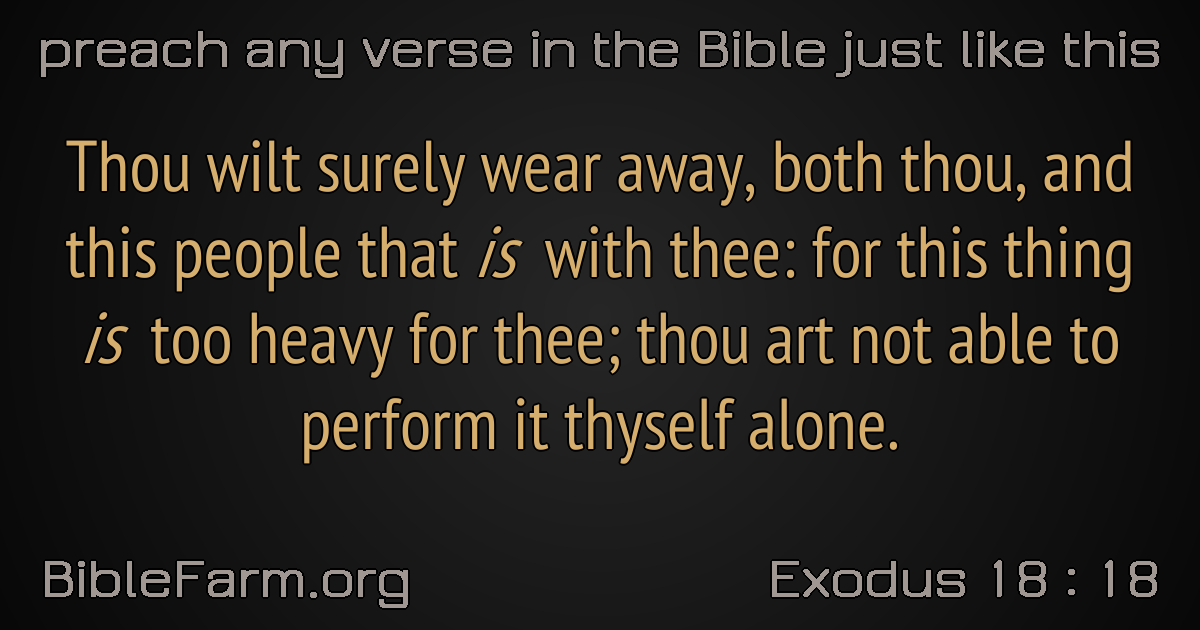 preach any verse in the Bible just like this
Thou wilt surely wear away, both thou, and
this people that is with thee: for this thing
is too heavy for thee; thou art not able to
perform it thyself alone.
BibleFarm.org
Exodus 18 : 18